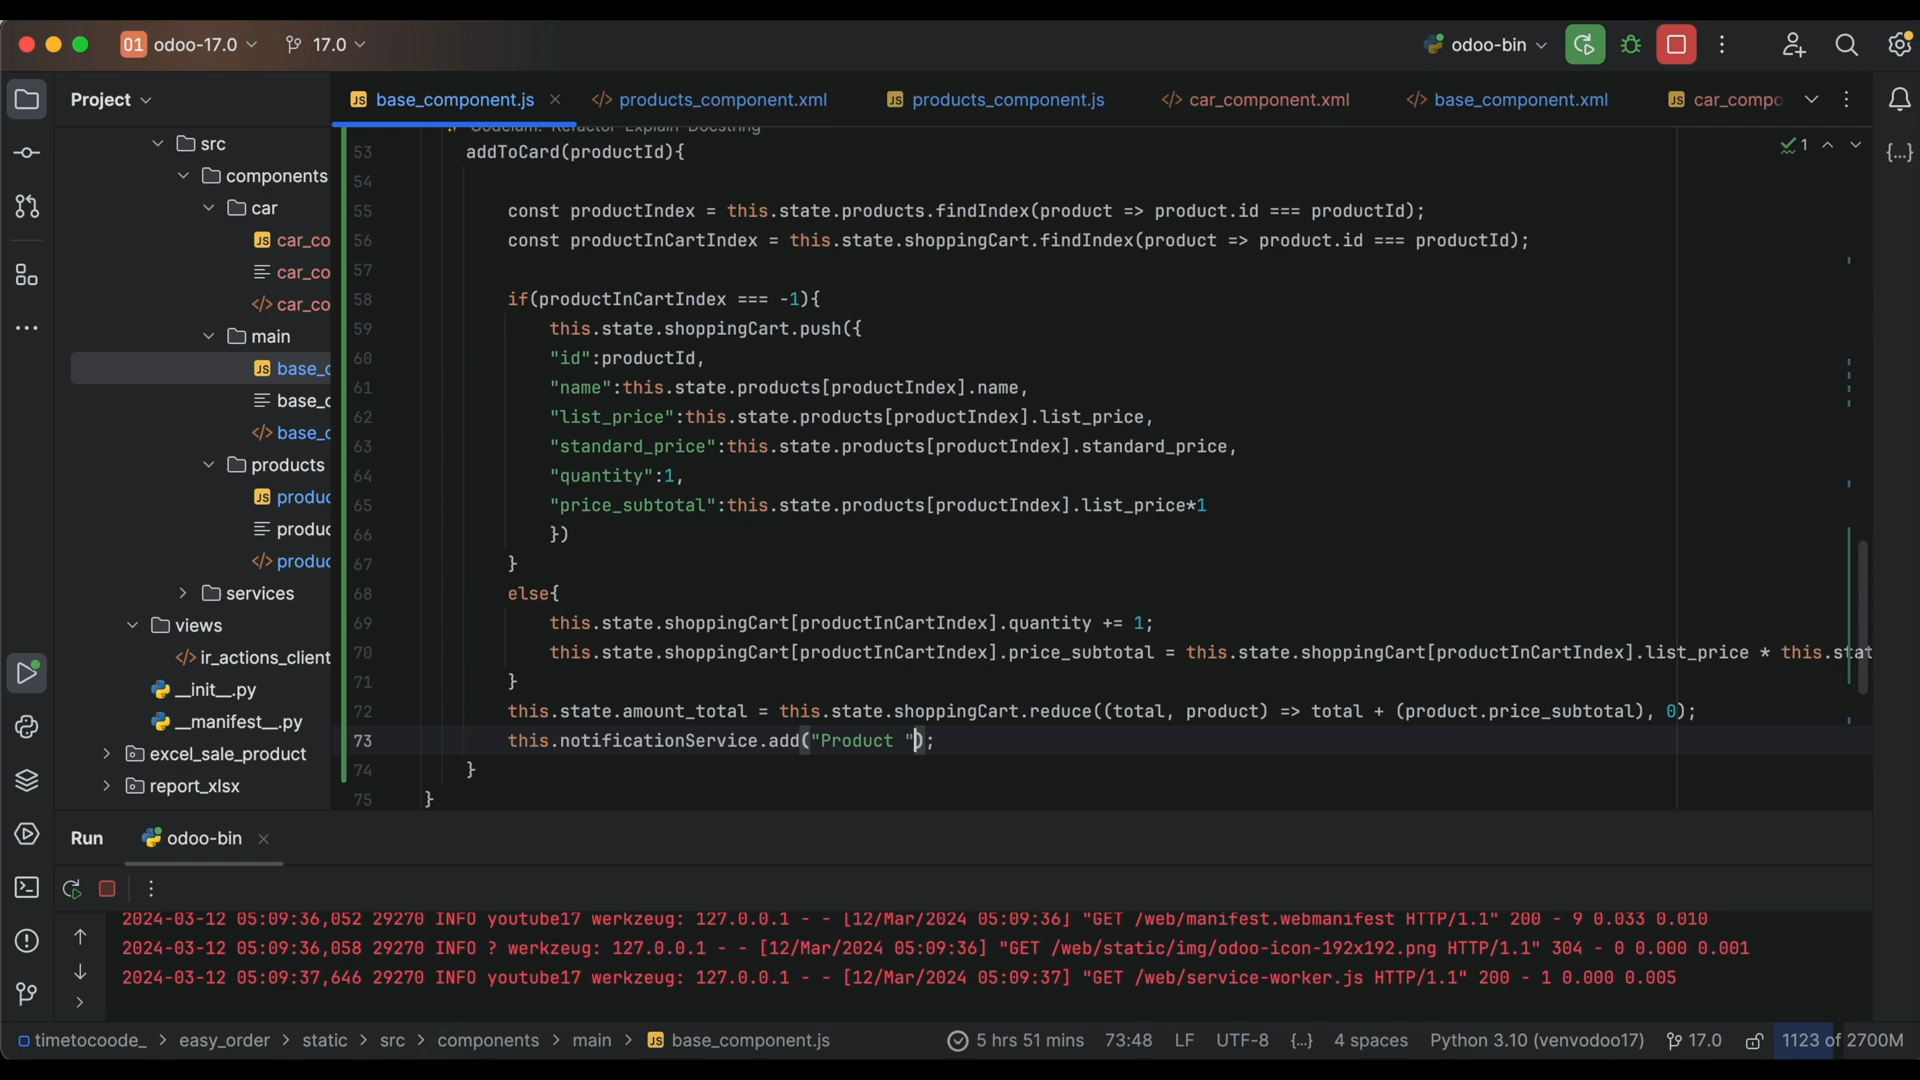 01 odoo-17.0 17.0 odoo-bin
Project base_component.js products_component.xml products_component.js car_component.xml base_component.xml car_compo
src
components
car
car_co
car_co
car_co
main
base_c
base_c
base_c
products
produc
produc
produc
services
views
ir_actions_client
__init__.py
__manifest__.py
excel_sale_product
report_xlsx
Codeium: Refactor Explain Docstring
53 addToCard(productId){
54
55 const productIndex = this.state.products.findIndex(product => product.id === productId);
56 const productInCartIndex = this.state.shoppingCart.findIndex(product => product.id === productId);
57
58 if(productInCartIndex === -1){
59 this.state.shoppingCart.push({
60 "id":productId,
61 "name":this.state.products[productIndex].name,
62 "list_price":this.state.products[productIndex].list_price,
63 "standard_price":this.state.products[productIndex].standard_price,
64 "quantity":1,
65 "price_subtotal":this.state.products[productIndex].list_price*1
66 })
67 }
68 else{
69 this.state.shoppingCart[productInCartIndex].quantity += 1;
70 this.state.shoppingCart[productInCartIndex].price_subtotal = this.state.shoppingCart[productInCartIndex].list_price * this.stat
71 }
72 this.state.amount_total = this.state.shoppingCart.reduce((total, product) => total + (product.price_subtotal), 0);
73 this.notificationService.add("Product ");
74 }
75 }
1
{...}
Run odoo-bin
2024-03-12 05:09:36,052 29270 INFO youtube17 werkzeug: 127.0.0.1 - - [12/Mar/2024 05:09:36] "GET /web/manifest.webmanifest HTTP/1.1" 200 - 9 0.033 0.010
2024-03-12 05:09:36,058 29270 INFO ? werkzeug: 127.0.0.1 - - [12/Mar/2024 05:09:36] "GET /web/static/img/odoo-icon-192x192.png HTTP/1.1" 304 - 0 0.000 0.001
2024-03-12 05:09:37,646 29270 INFO youtube17 werkzeug: 127.0.0.1 - - [12/Mar/2024 05:09:37] "GET /web/service-worker.js HTTP/1.1" 200 - 1 0.000 0.005
timetocoode_ > easy_order > static > src > components > main > base_component.js 5 hrs 51 mins 73:48 LF UTF-8 {...} 4 spaces Python 3.10 (venvodoo17) 17.0 1123 of 2700M